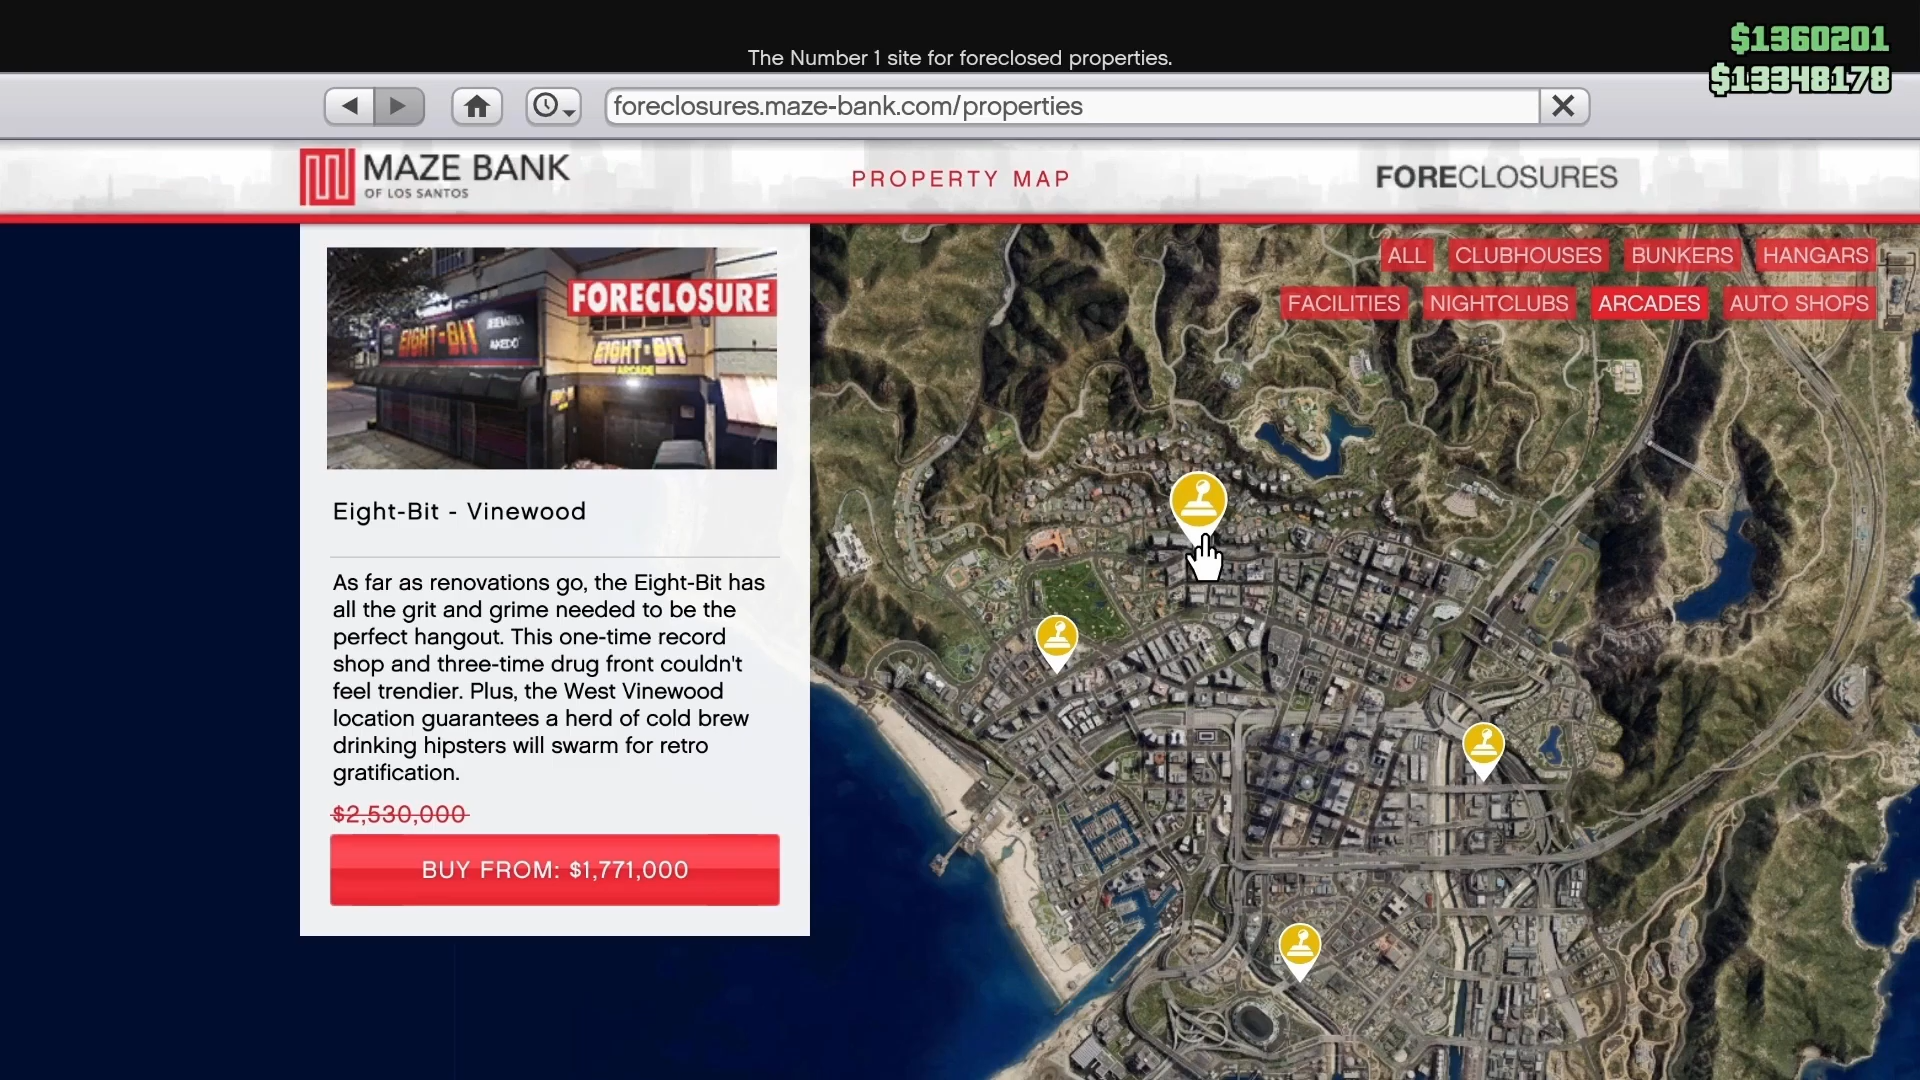 $1360201
The Number 1 site for foreclosed properties.
$13348178
foreclosures.maze-bank.com/properties
MAZE BANK
OF LOS SANTOS
PROPERTY MAP
FORECLOSURES
ALL CLUBHOUSES BUNKERS HANGARS
FACILITIES NIGHTCLUBS ARCADES AUTO SHOPS
FORECLOSURE
EIGHT-BIT
EIGHT-BIT
ARCADE
Eight-Bit - Vinewood
As far as renovations go, the Eight-Bit has
all the grit and grime needed to be the
perfect hangout. This one-time record
shop and three-time drug front couldn't
feel trendier. Plus, the West Vinewood
location guarantees a herd of cold brew
drinking hipsters will swarm for retro
gratification.
$2,530,000
BUY FROM: $1,771,000